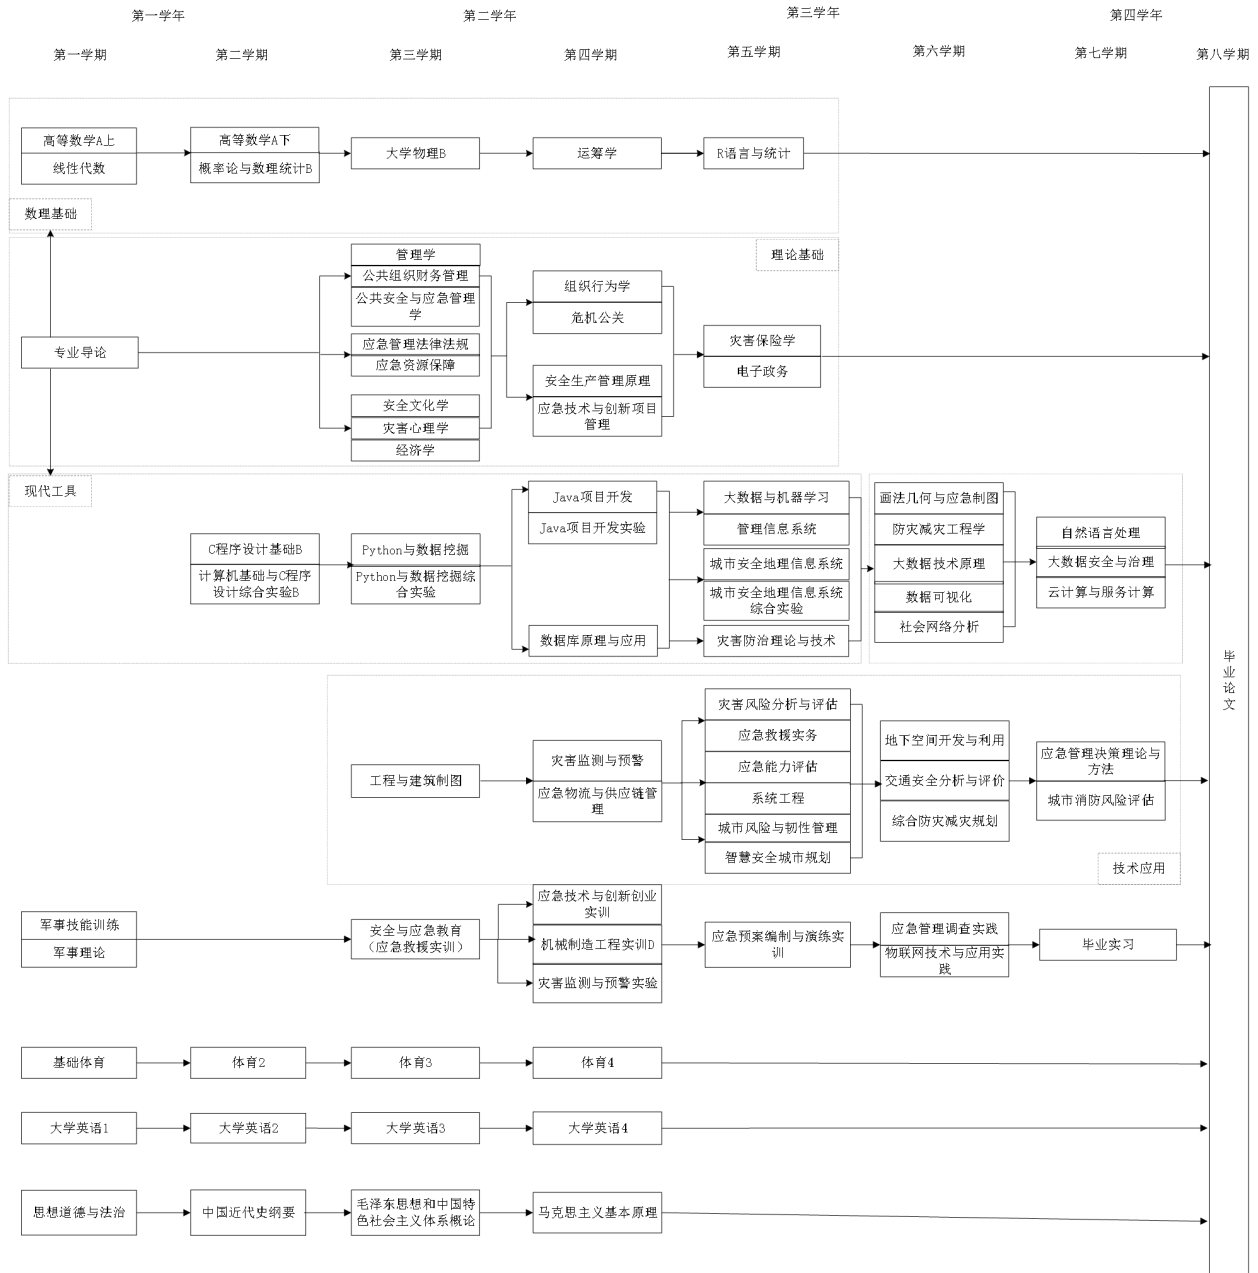 第一学年
第二学年
第三学年
第四学年
第一学期
第二学期
第三学期
第四学期
第五学期
第六学期
第七学期
第八学期
高等数学A上
线性代数
高等数学A下
概率论与数理统计B
大学物理B
运筹学
R语言与统计
数理基础
理论基础
专业导论
管理学
公共组织财务管理
公共安全与应急管理
学
应急管理法律法规
应急资源保障
安全文化学
灾害心理学
经济学
组织行为学
危机公关
安全生产管理原理
应急技术与创新项目
管理
灾害保险学
电子政务
现代工具
C程序设计基础B
计算机基础与C程序
设计综合实验B
Python与数据挖掘
Python与数据挖掘综
合实验
Java项目开发
Java项目开发实验
数据库原理与应用
大数据与机器学习
管理信息系统
城市安全地理信息系统
城市安全地理信息系统
综合实验
灾害防治理论与技术
画法几何与应急制图
防灾减灾工程学
大数据技术原理
数据可视化
社会网络分析
自然语言处理
大数据安全与治理
云计算与服务计算
毕业论文
工程与建筑制图
灾害监测与预警
应急物流与供应链管
理
灾害风险分析与评估
应急救援实务
应急能力评估
系统工程
城市风险与韧性管理
智慧安全城市规划
地下空间开发与利用
交通安全分析与评价
综合防灾减灾规划
应急管理决策理论与
方法
城市消防风险评估
技术应用
军事技能训练
军事理论
安全与应急教育
（应急救援实训）
应急技术与创新创业
实训
机械制造工程实训D
灾害监测与预警实验
应急预案编制与演练实
训
应急管理调查实践
物联网技术与应用实
践
毕业实习
基础体育
体育2
体育3
体育4
大学英语1
大学英语2
大学英语3
大学英语4
思想道德与法治
中国近代史纲要
毛泽东思想和中国特
色社会主义体系概论
马克思主义基本原理